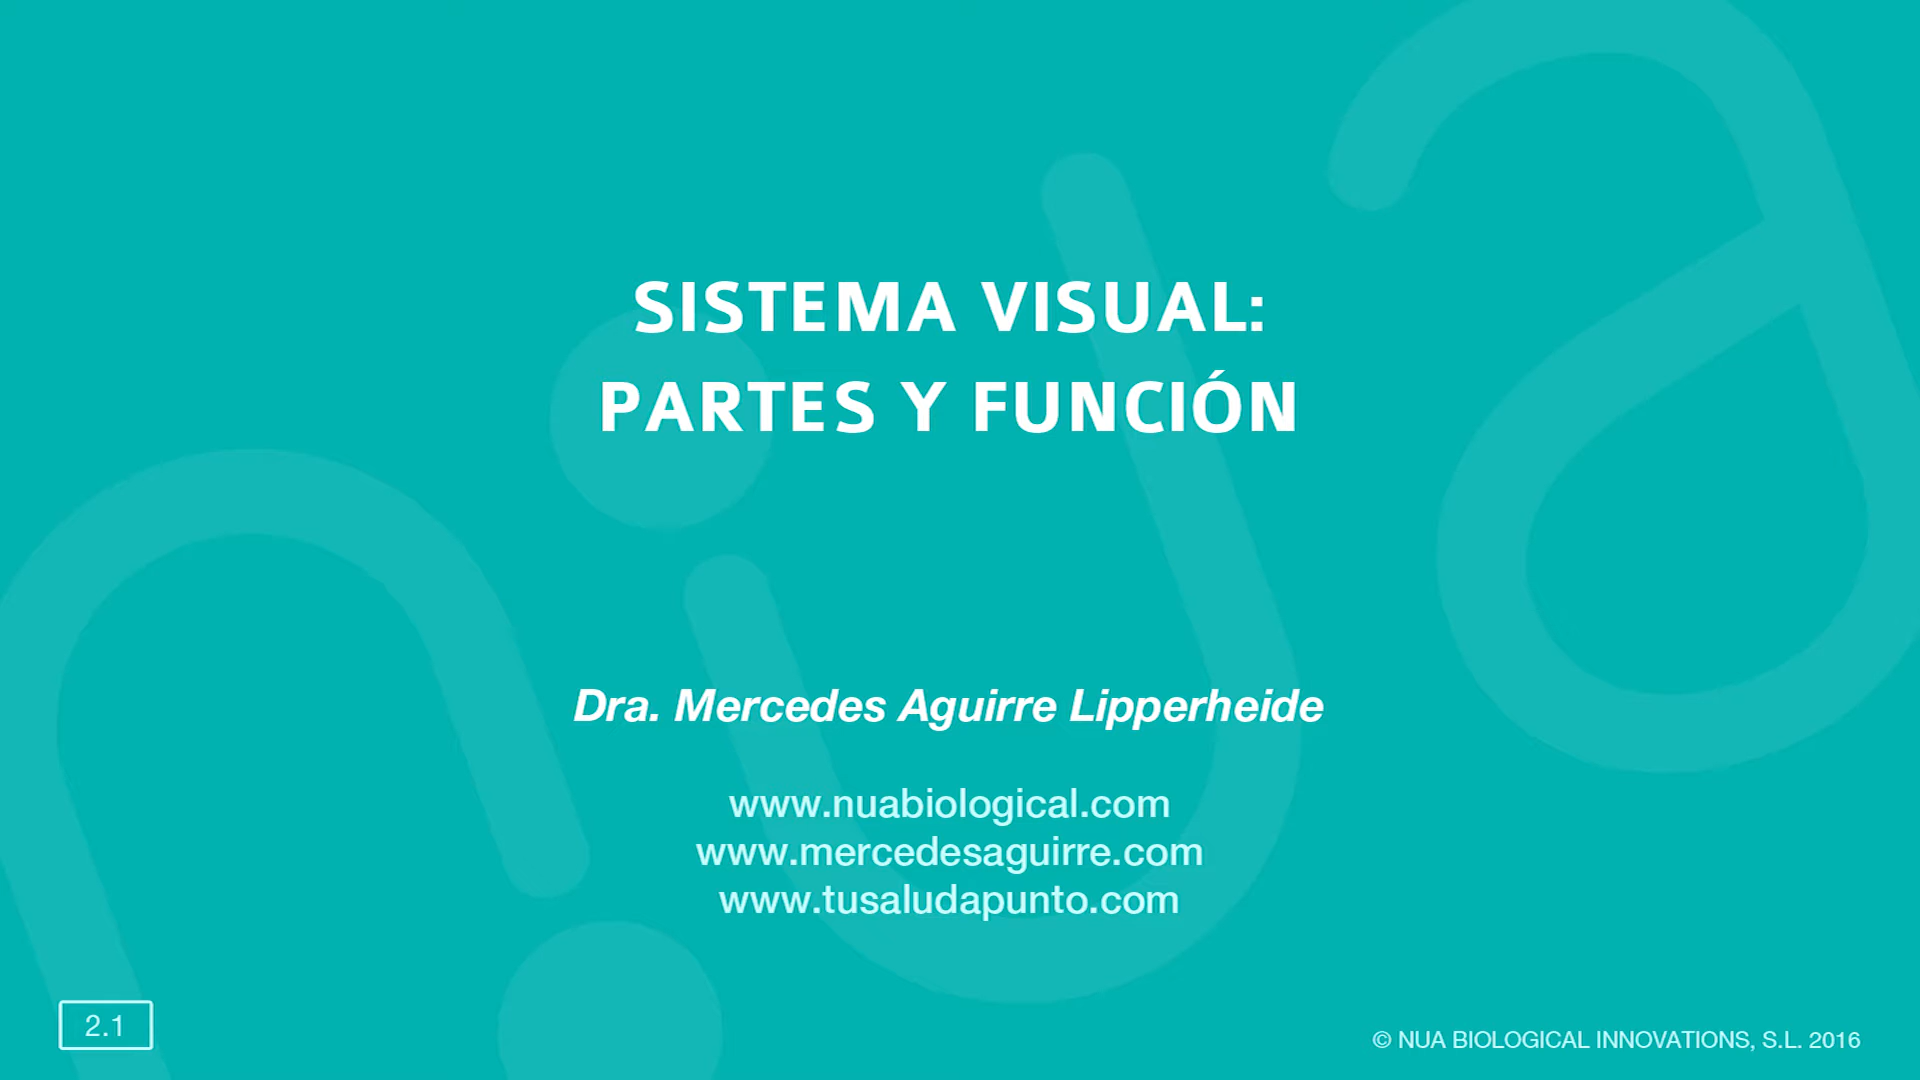 SISTEMA VISUAL:
PARTES Y FUNCIÓN
Dra. Mercedes Aguirre Lipperheide
www.nuabiological.com
www.mercedesaguirre.com
www.tusaludapunto.com
2.1
© NUA BIOLOGICAL INNOVATIONS, S.L. 2016